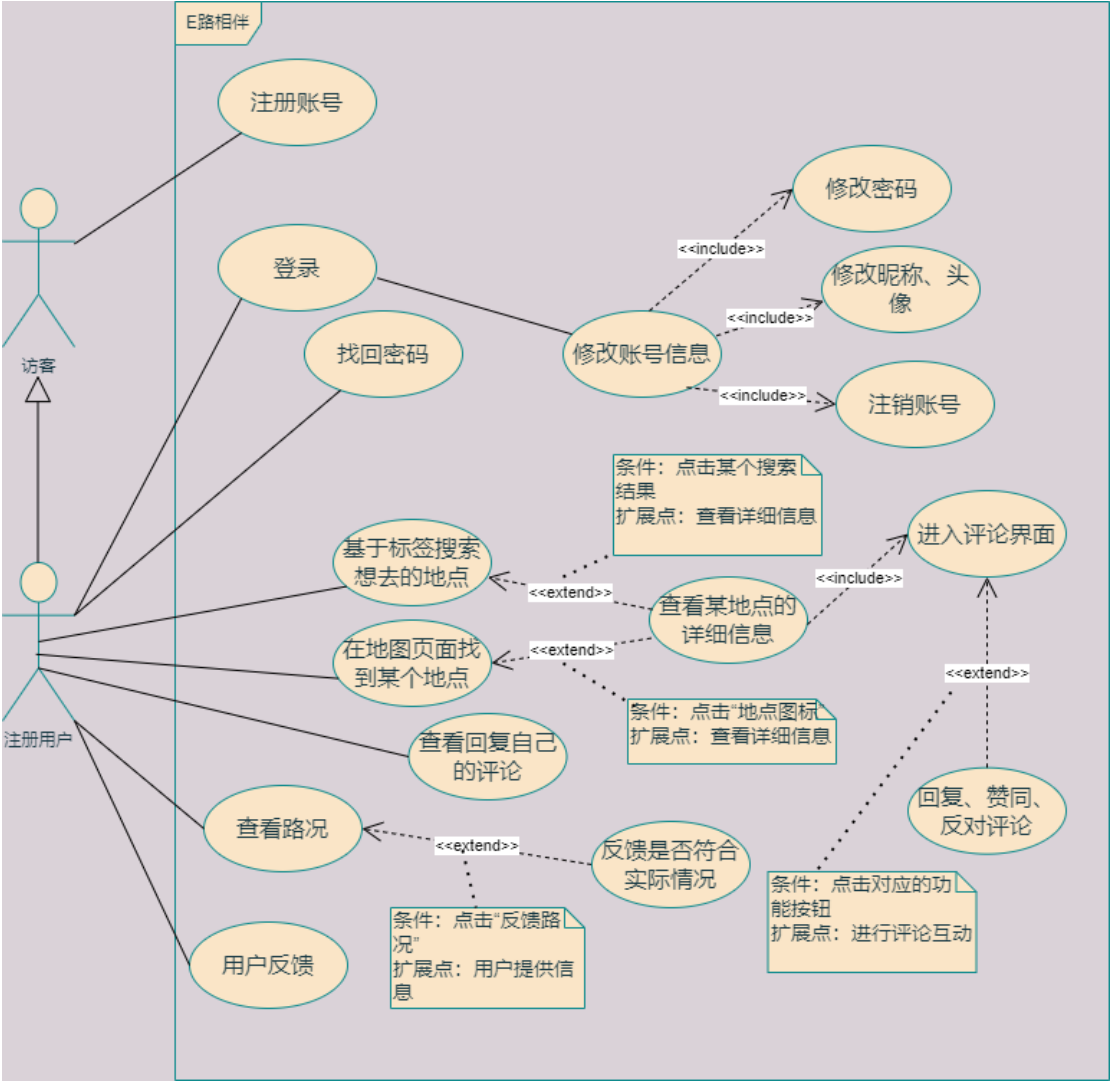 E路相伴
注册账号
修改密码
<<include>>
登录
修改昵称、头
像
<<include>>
找回密码
修改账号信息
访客
<<include>>
注销账号
条件：点击某个搜索
结果
扩展点：查看详细信息
基于标签搜索
想去的地点
进入评论界面
<<include>>
<<extend>>
查看某地点的
详细信息
在地图页面找
到某个地点
<<extend>>
<<extend>>
条件：点击“地点图标”
扩展点：查看详细信息
注册用户
查看回复自己
的评论
回复、赞同、
反对评论
查看路况
<<extend>>
反馈是否符合
实际情况
条件：点击对应的功
能按钮
扩展点：进行评论互动
条件：点击“反馈路
况”
扩展点：用户提供信
息
用户反馈